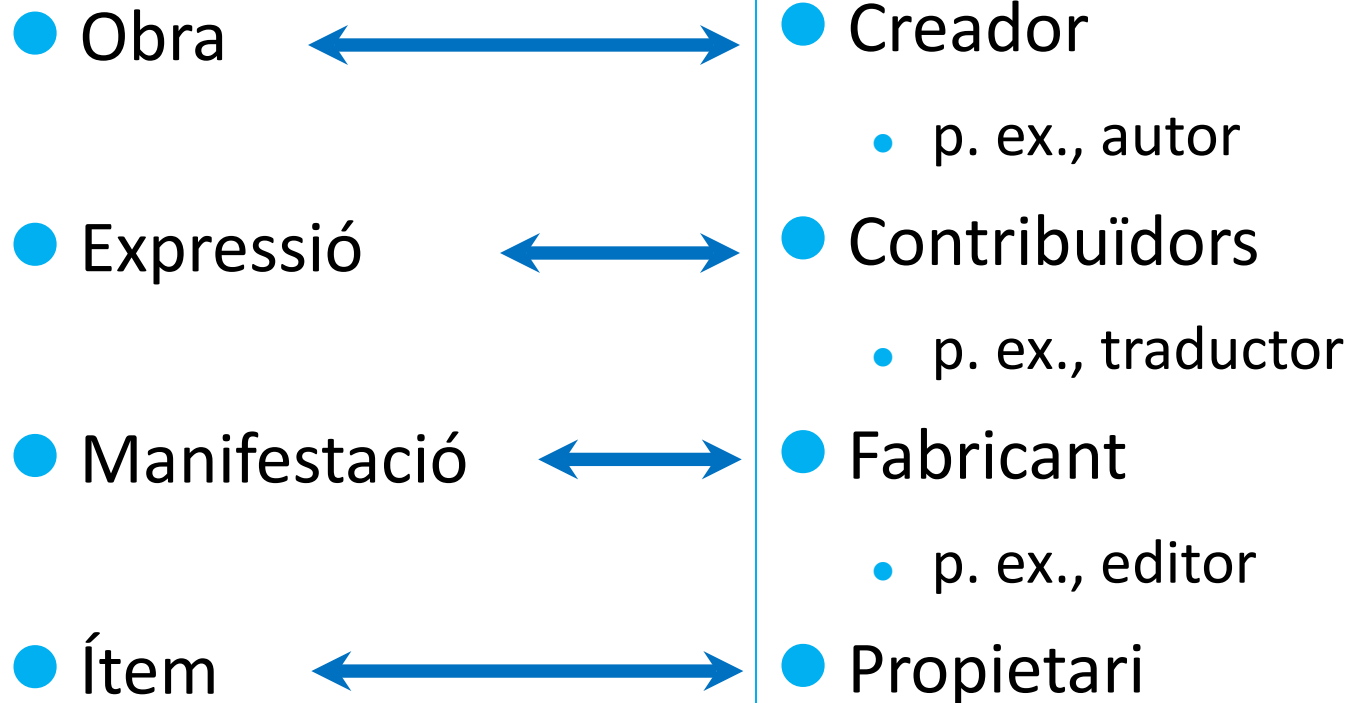 Obra
Creador
p. ex., autor
Expressió
Contribuïdors
p. ex., traductor
Manifestació
Fabricant
p. ex., editor
Ítem
Propietari